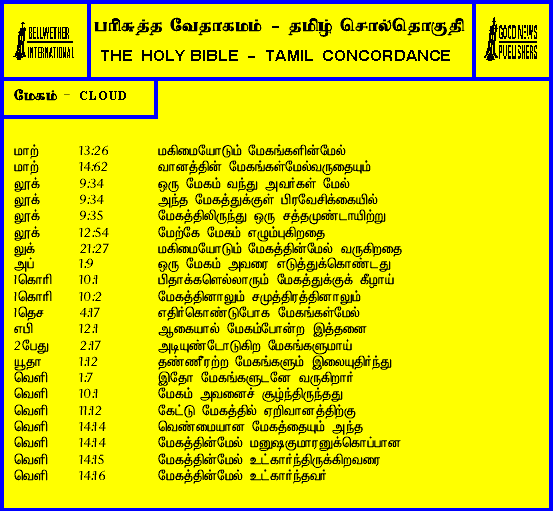 BELLWETHER
INTERNATIONAL
பரிசுத்த வேதாகமம் - தமிழ் சொல்தொகுதி
THE HOLY BIBLE - TAMIL CONCORDANCE
GOOD NEWS
PUBLISHERS
மேகம் - CLOUD
மாற் 13:26 மகிமையோடும் மேகங்களின்மேல்
மாற் 14:62 வானத்தின் மேகங்கள்மேல்வருதையும்
லூக் 9:34 ஒரு மேகம் வந்து அவர்கள் மேல்
லூக் 9:34 அந்த மேகத்துக்குள் பிரவேசிக்கையில்
லூக் 9:35 மேகத்திலிருந்து ஒரு சத்தமுண்டாயிற்று
லூக் 12:54 மேற்கே மேகம் எழும்புகிறதை
லுக் 21:27 மகிமையோடும் மேகத்தின்மேல் வருகிறதை
அப் 1:9 ஒரு மேகம் அவரை எடுத்துக்கொண்டது
1கொரி 10:1 பிதாக்களெல்லாரும் மேகத்துக்குக் கீழாய்
1கொரி 10:2 மேகத்தினாலும் சமுத்திரத்தினாலும்
1தெச 4:17 எதிர்கொண்டுபோக மேகங்கள்மேல்
எபி 12:1 ஆகையால் மேகம்போன்ற இத்தனை
2பேது 2:17 அடியுண்டோடுகிற மேகங்களுமாய்
யூதா 1:12 தண்ணீரற்ற மேகங்களும் இலையுதிர்ந்து
வெளி 1:7 இதோ மேகங்களுடனே வருகிறார்
வெளி 10:1 மேகம் அவனைச் சூழ்ந்திருந்தது
வெளி 11:12 கேட்டு மேகத்தில் ஏறிவானத்திற்கு
வெளி 14:14 வெண்மையான மேகத்தையும் அந்த
வெளி 14:14 மேகத்தின்மேல் மனுஷகுமாரனுக்கொப்பான
வெளி 14:15 மேகத்தின்மேல் உட்கார்ந்திருக்கிறவரை
வெளி 14:16 மேகத்தின்மேல் உட்கார்ந்தவர்